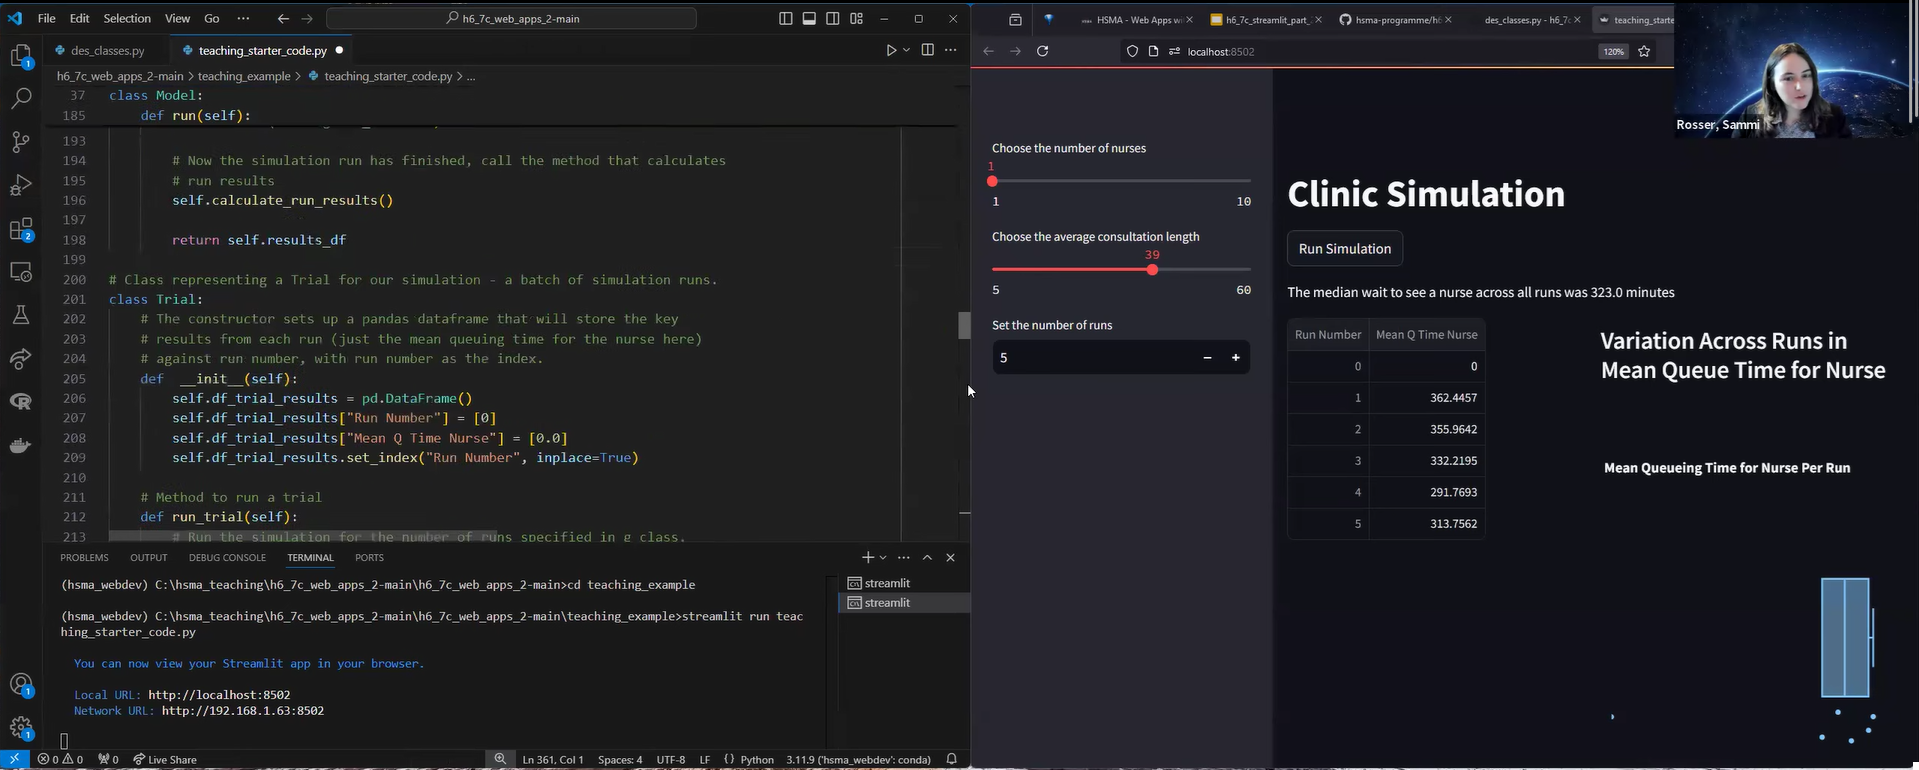 File Edit Selection View Go ··· h6_7c_web_apps_2-main
des_classes.py teaching_starter_code.py
h6_7c_web_apps_2-main > teaching_example > teaching_starter_code.py > ...
37 class Model:
185 def run(self):
193
194 # Now the simulation run has finished, call the method that calculates
195 # run results
196 self.calculate_run_results()
197
198 return self.results_df
199
200 # Class representing a Trial for our simulation - a batch of simulation runs.
201 class Trial:
202 # The constructor sets up a pandas dataframe that will store the key
203 # results from each run (just the mean queuing time for the nurse here)
204 # against run number, with run number as the index.
205 def __init__(self):
206 self.df_trial_results = pd.DataFrame()
207 self.df_trial_results["Run Number"] = [0]
208 self.df_trial_results["Mean Q Time Nurse"] = [0.0]
209 self.df_trial_results.set_index("Run Number", inplace=True)
210
211 # Method to run a trial
212 def run_trial(self):
213 # Run the simulation for the number of runs specified in g class.
PROBLEMS OUTPUT DEBUG CONSOLE TERMINAL PORTS
(hsma_webdev) C:\hsma_teaching\h6_7c_web_apps_2-main\h6_7c_web_apps_2-main>cd teaching_example
(hsma_webdev) C:\hsma_teaching\h6_7c_web_apps_2-main\h6_7c_web_apps_2-main\teaching_example>streamlit run teac
hing_starter_code.py
You can now view your Streamlit app in your browser.
Local URL: http://localhost:8502
Network URL: http://192.168.1.63:8502
streamlit
streamlit
1
2
1
1
0 0 0 Live Share Ln 361, Col 1 Spaces: 4 UTF-8 LF {} Python 3.11.9 ('hsma_webdev': conda)
HSMA - Web Apps wi h6_7c_streamlit_part_2 hsma-programme/h6 des_classes.py - h6_7c teaching_starte
localhost:8502 120%
Rosser, Sammi
Choose the number of nurses
1
1 10
Choose the average consultation length
39
5 60
Set the number of runs
5 − +
Clinic Simulation
Run Simulation
The median wait to see a nurse across all runs was 323.0 minutes
Run Number Mean Q Time Nurse
0 0
1 362.4457
2 355.9642
3 332.2195
4 291.7693
5 313.7562
Variation Across Runs in
Mean Queue Time for Nurse
Mean Queueing Time for Nurse Per Run